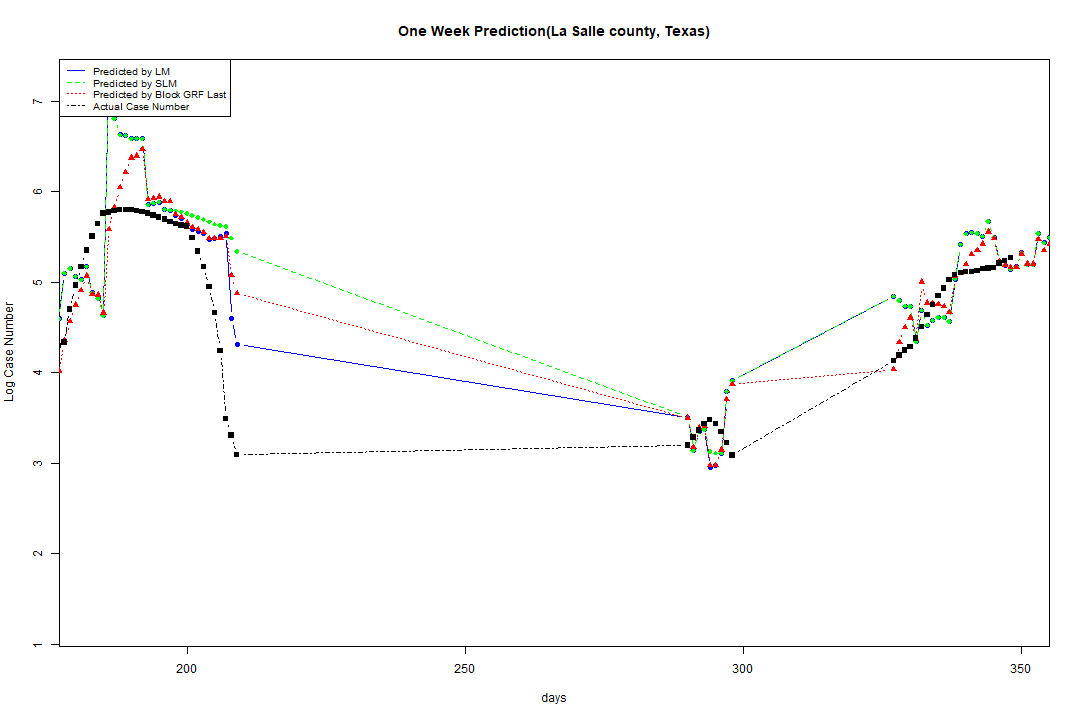 One Week Prediction(La Salle county, Texas)
Predicted by LM
Predicted by SLM
Predicted by Block GRF Last
Actual Case Number
7
6
5
4
3
2
1
Log Case Number
200 250 300 350
days